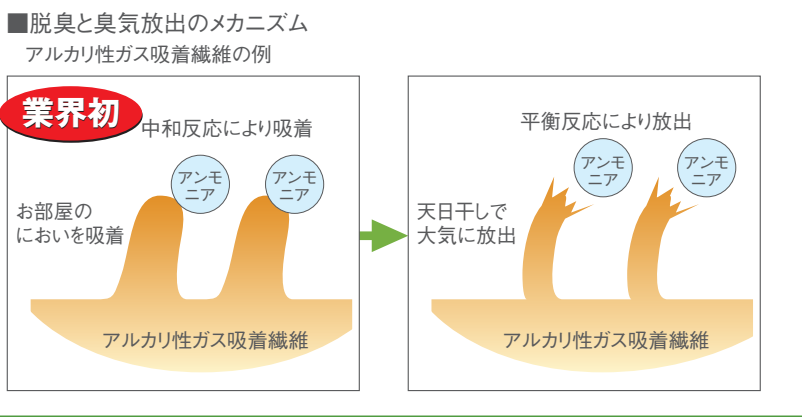 ■脱臭と臭気放出のメカニズム
アルカリ性ガス吸着繊維の例
業界初
中和反応により吸着
アンモ
ニア
アンモ
ニア
お部屋の
においを吸着
アルカリ性ガス吸着繊維
平衡反応により放出
アンモ
ニア
アンモ
ニア
天日干しで
大気に放出
アルカリ性ガス吸着繊維